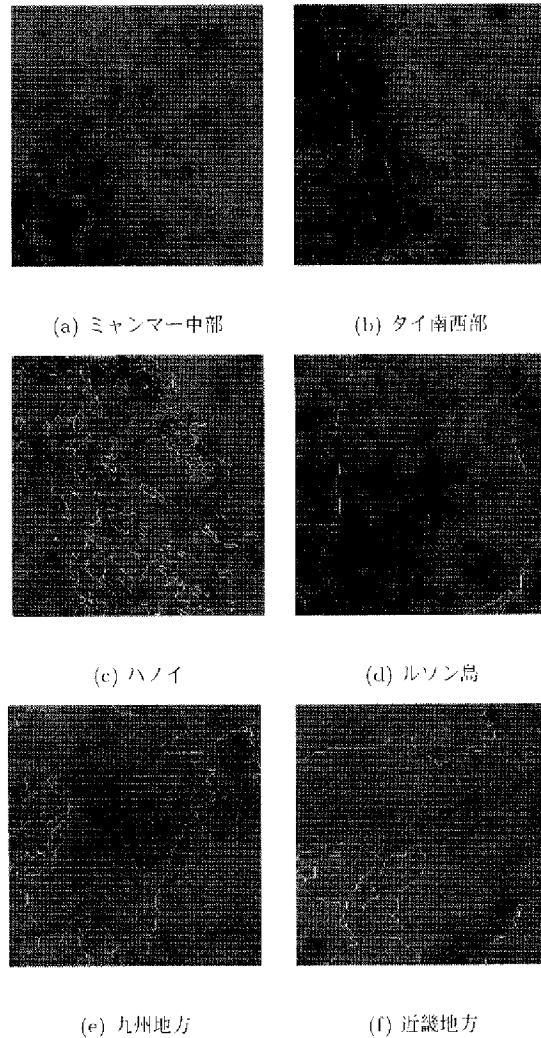 (a) ミャンマー中部
(b) タイ南西部
(c) ハノイ
(d) ルソン島
(e) 九州地方
(f) 近畿地方